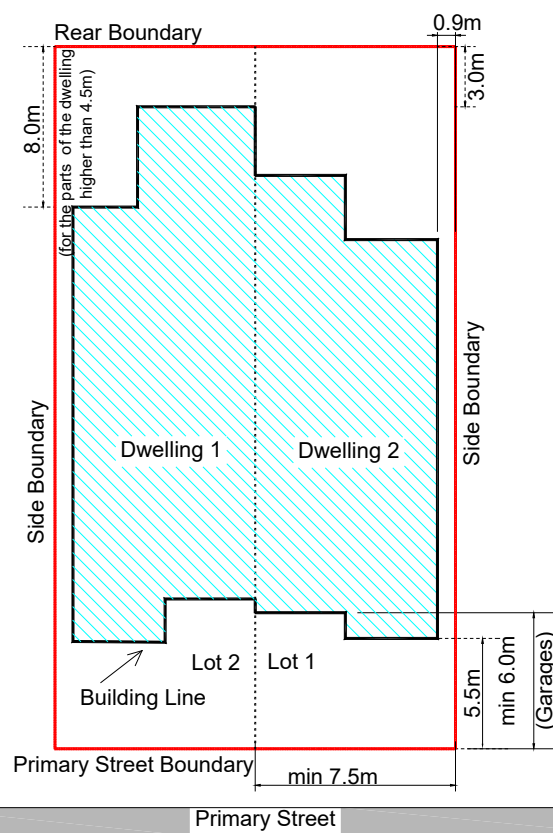 0.9m
Rear Boundary
8.0m
(for the parts of the dwelling
higher than 4.5m)
3.0m
Side Boundary
Side Boundary
Dwelling 1
Dwelling 2
Lot 2
Lot 1
Building Line
5.5m
min 6.0m
(Garages)
Primary Street Boundary
min 7.5m
Primary Street